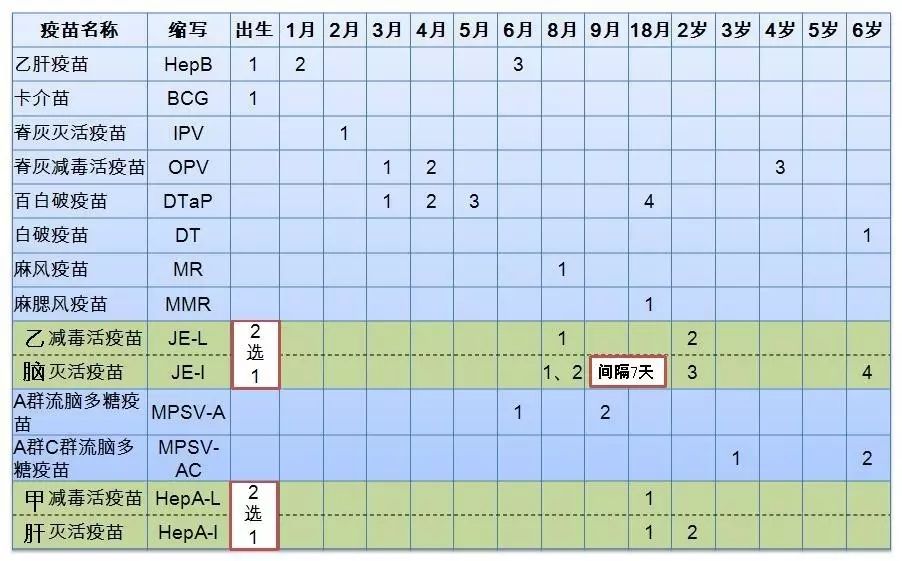 疫苗名称 缩写 出生 1月 2月 3月 4月 5月 6月 8月 9月 18月 2岁 3岁 4岁 5岁 6岁
乙肝疫苗 HepB 1 2 3
卡介苗 BCG 1
脊灰灭活疫苗 IPV 1
脊灰减毒活疫苗 OPV 1 2 3
百白破疫苗 DTaP 1 2 3 4
白破疫苗 DT 1
麻风疫苗 MR 1
麻腮风疫苗 MMR 1
乙减毒活疫苗 JE-L 2 1 2
选
脑灭活疫苗 JE-I 1 1、2 间隔7天 3 4
A群流脑多糖疫
苗 MPSV-A 1 2
A群C群流脑多 MPSV-
糖疫苗 AC 1 2
甲减毒活疫苗 HepA-L 2 1
选
肝灭活疫苗 HepA-I 1 1 2